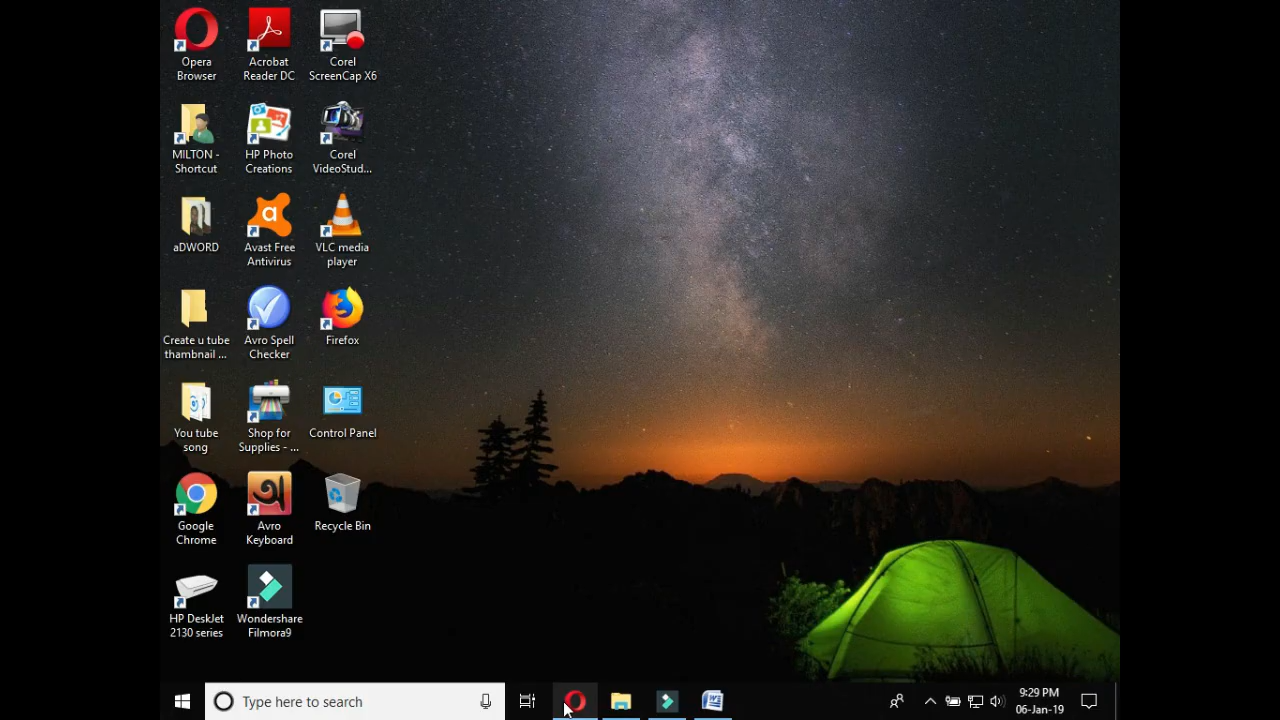 Opera
Browser
Acrobat
Reader DC
Corel
ScreenCap X6
MILTON -
Shortcut
HP Photo
Creations
Corel
VideoStud...
aDWORD
Avast Free
Antivirus
VLC media
player
Create u tube
thambnail ...
Avro Spell
Checker
Firefox
You tube
song
Shop for
Supplies - ...
Control Panel
Google
Chrome
Avro
Keyboard
Recycle Bin
HP DeskJet
2130 series
Wondershare
Filmora9
Type here to search
9:29 PM
06-Jan-19